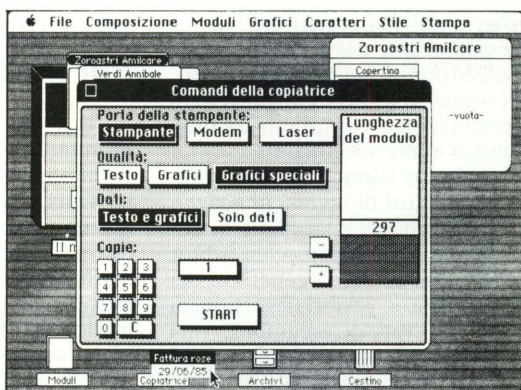 File Composizione Moduli Grafici Caratteri Stile Stampa
Zoroastri Amilcare
Verdi Annibale
Zoroastri Amilcare
Copertina
-vuota-
Comandi della copiatrice
Porta della stampante:
Stampante Modem Laser
Lunghezza
del modulo
Qualità:
Testo Grafici Grafici speciali
Dati:
Testo e grafici Solo dati
297
Copie:
1 2 3
1
-
4 5 6
+
7 8 9
START
0 C
Il m
Fattura rose
29/06/85
Moduli Copiatrice Archivi Cestino